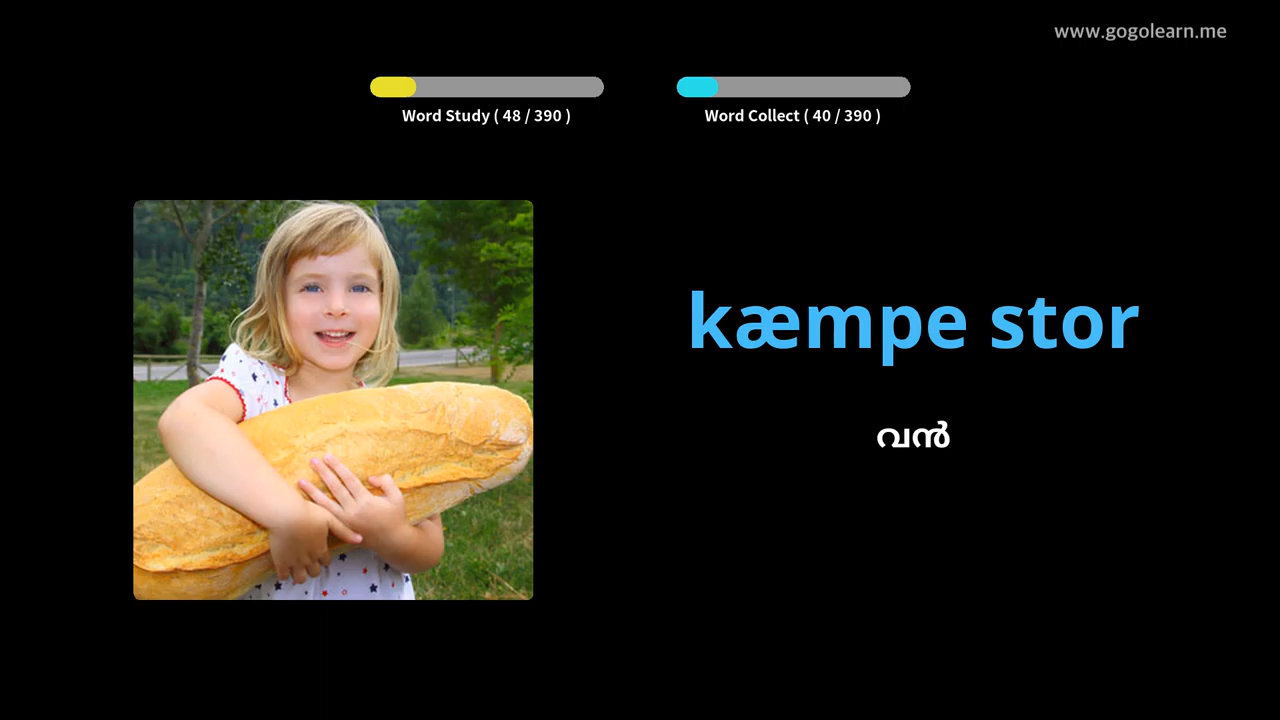 www.gogolearn.me
Word Study ( 48 / 390 )
Word Collect ( 40 / 390 )
kæmpe stor
വൻ